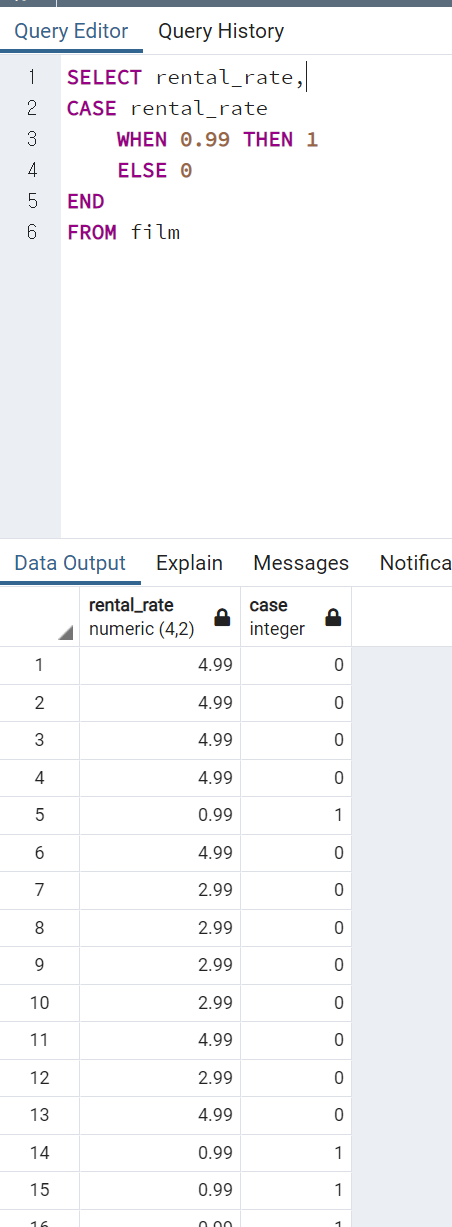 Query Editor Query History
1 SELECT rental_rate,
2 CASE rental_rate
3 WHEN 0.99 THEN 1
4 ELSE 0
5 END
6 FROM film
Data Output Explain Messages Notifica
rental_rate case
numeric (4,2) integer
1 4.99 0
2 4.99 0
3 4.99 0
4 4.99 0
5 0.99 1
6 4.99 0
7 2.99 0
8 2.99 0
9 2.99 0
10 2.99 0
11 4.99 0
12 2.99 0
13 4.99 0
14 0.99 1
15 0.99 1
16 0.99 1